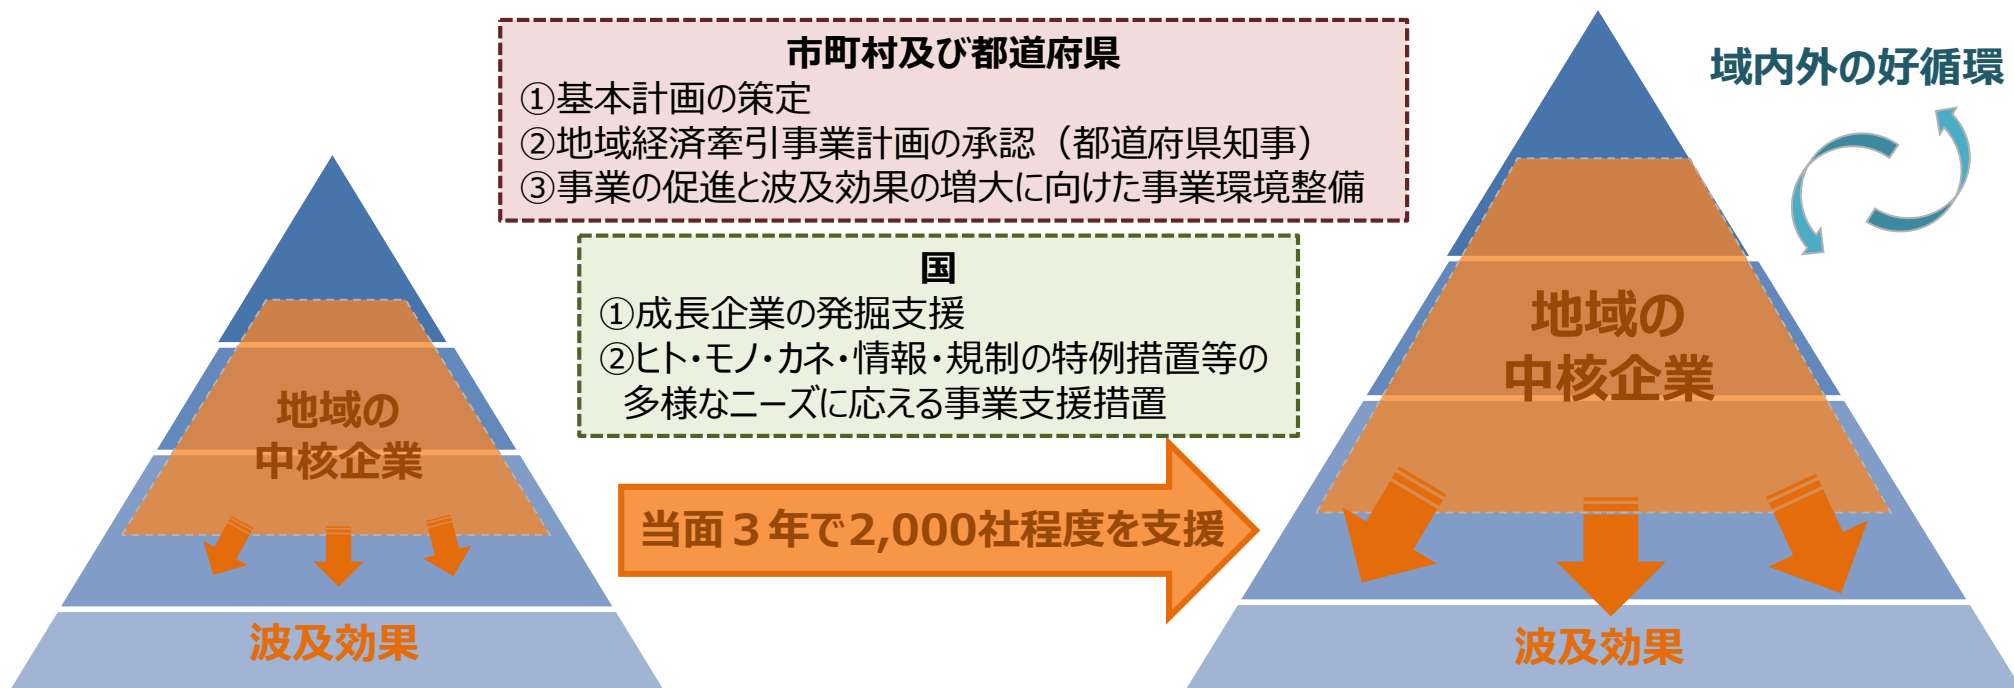 市町村及び都道府県
①基本計画の策定
②地域経済牽引事業計画の承認（都道府県知事）
③事業の促進と波及効果の増大に向けた事業環境整備
国
①成長企業の発掘支援
②ヒト・モノ・カネ・情報・規制の特例措置等の
多様なニーズに応える事業支援措置
地域の
中核企業
波及効果
当面３年で2,000社程度を支援
域内外の好循環
地域の
中核企業
波及効果